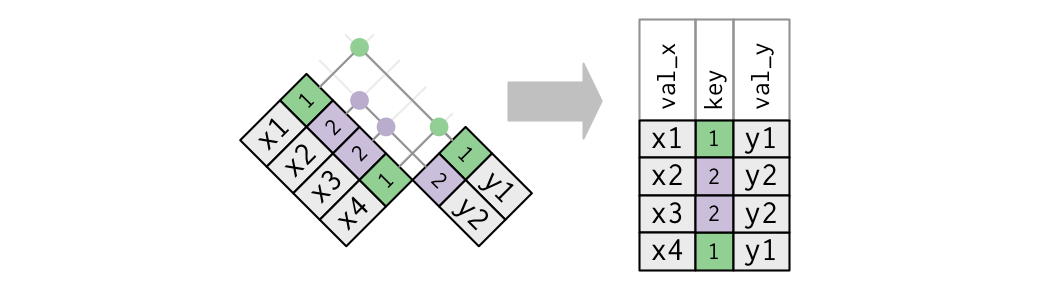 x1 1
x2 2
x3 2
x4 1
1 y1
2 y2
val_x key val_y
x1 1 y1
x2 2 y2
x3 2 y2
x4 1 y1